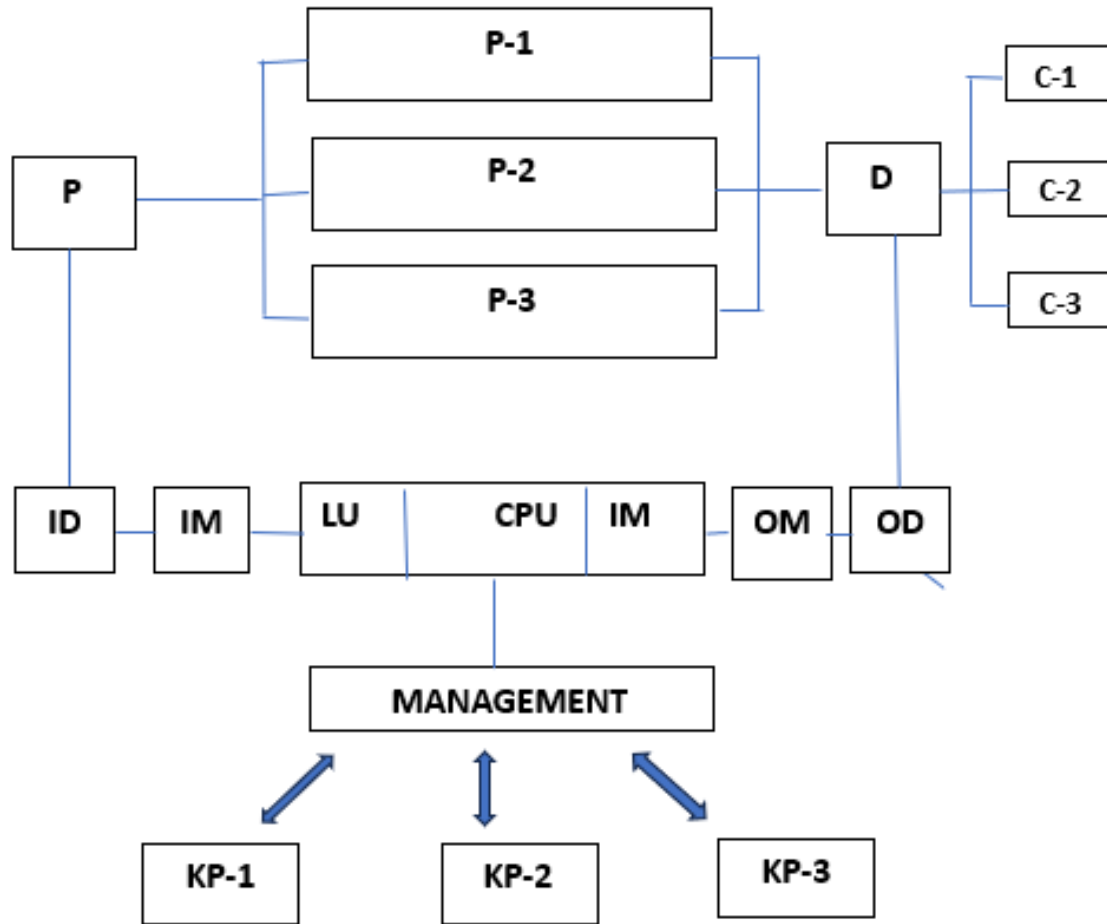 P-1
C-1
P
P-2
D
C-2
P-3
C-3
ID
IM
LU
CPU
IM
OM
OD
MANAGEMENT
KP-1
KP-2
KP-3